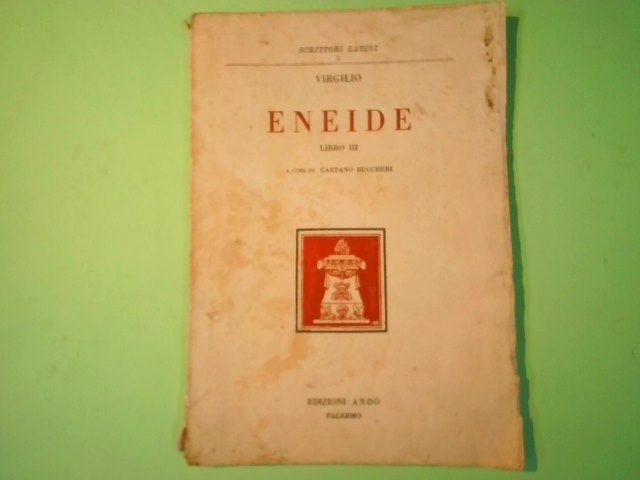 SCRITTORI LATINI
VIRGILIO
ENEIDE
LIBRO III
A CURA DI GAETANO BUCCHERI
EDIZIONI ANDÒ
PALERMO